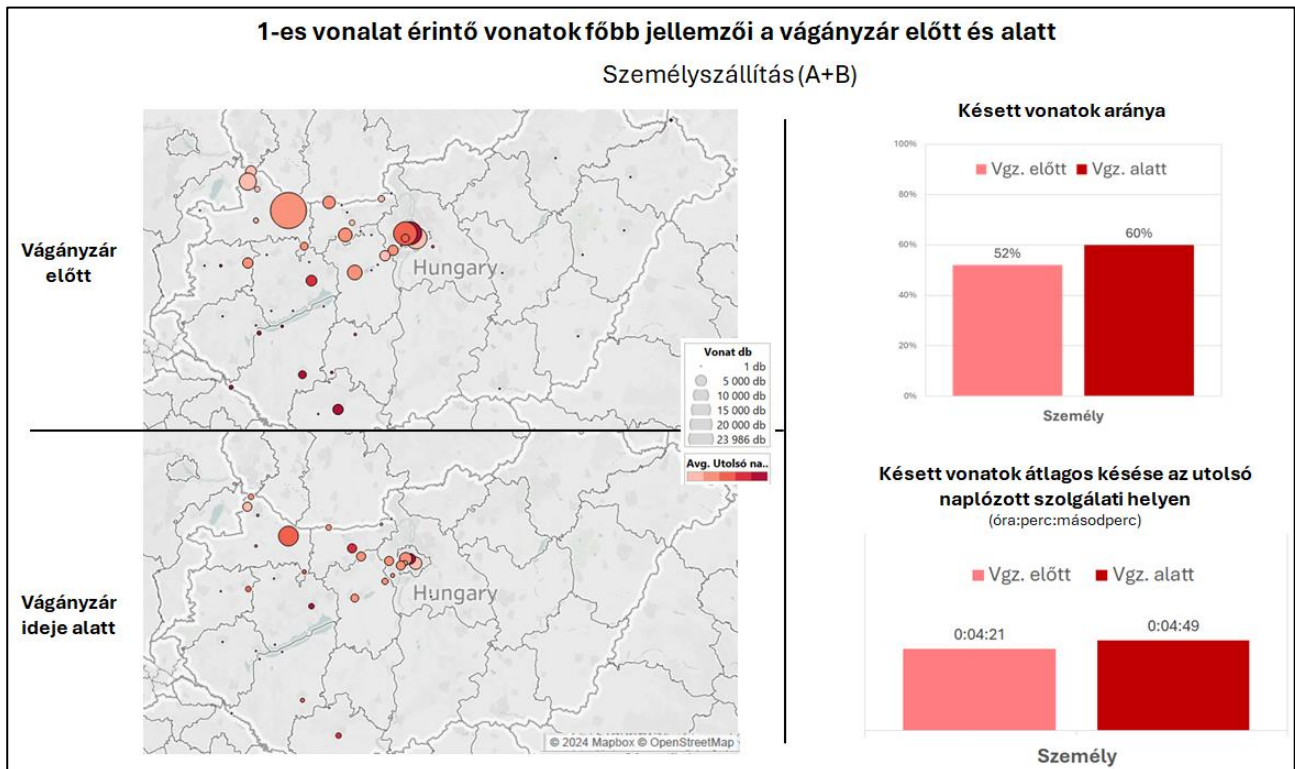 1-es vonalat érintő vonatok főbb jellemzői a vágányzár előtt és alatt
Személyszállítás (A+B)
Vágányzár
előtt
Hungary
Vonat db
1 db
5 000 db
10 000 db
15 000 db
20 000 db
23 986 db
Avg. Utolsó na..
Vágányzár
ideje alatt
Hungary
© 2024 Mapbox © OpenStreetMap
Késett vonatok aránya
100%
80%
60%
40%
20%
0%
Vgz. előtt
Vgz. alatt
52%
60%
Személy
Késett vonatok átlagos késése az utolsó
naplózott szolgálati helyen
(óra:perc:másodperc)
Vgz. előtt
Vgz. alatt
0:04:21
0:04:49
Személy